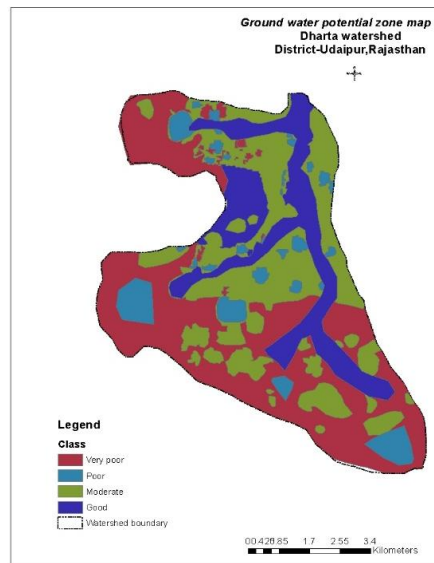 Ground water potential zone map
Dharta watershed
District-Udaipur,Rajasthan
Legend
Class
Very poor
Poor
Moderate
Good
Watershed boundary
00.4250.85 1.7 2.55 3.4
Kilometers